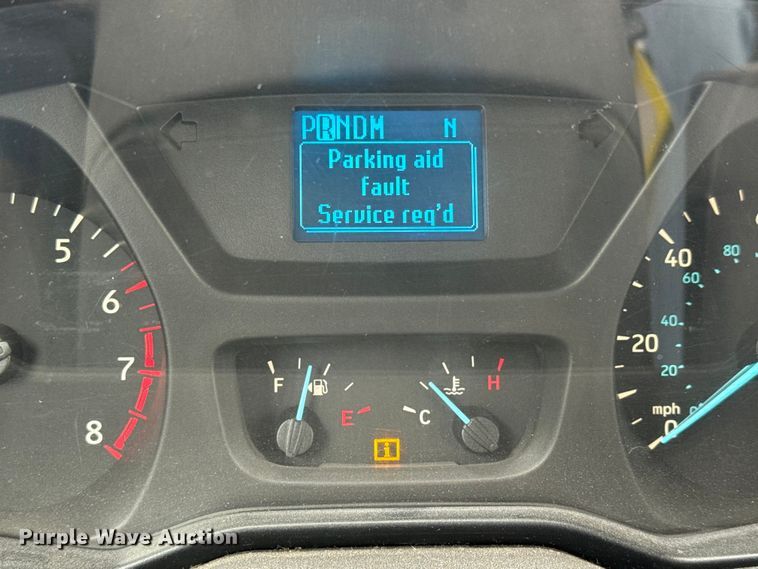 PRNDM N
Parking aid
fault
Service req'd
5
6
7
8
F
E
C
H
i
40
20
mph
0
80
40
20
Purple Wave Auction®